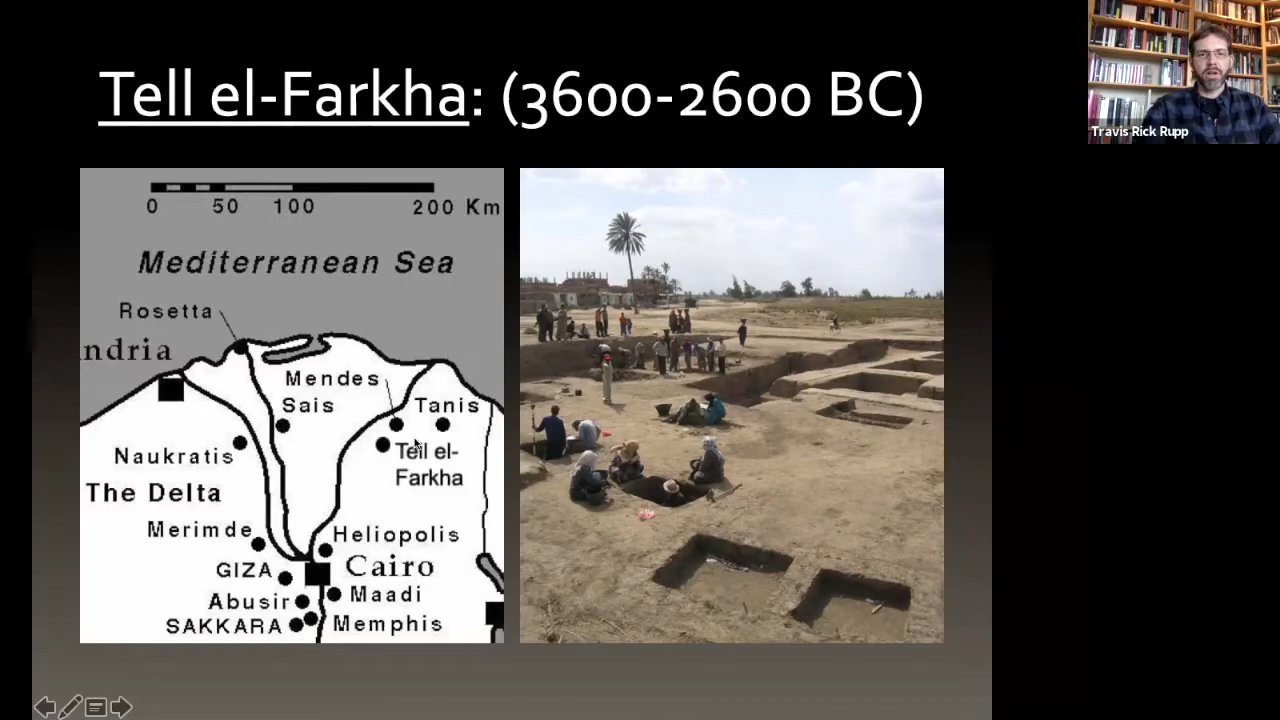 Tell el-Farkha: (3600-2600 BC)
Travis Rick Rupp
0 50 100 200 Km
Mediterranean Sea
Rosetta
ndria
Mendes
Sais
Tanis
Naukratis
Tell el-
Farkha
The Delta
Merimde
Heliopolis
GIZA
Cairo
Abusir
Maadi
SAKKARA
Memphis